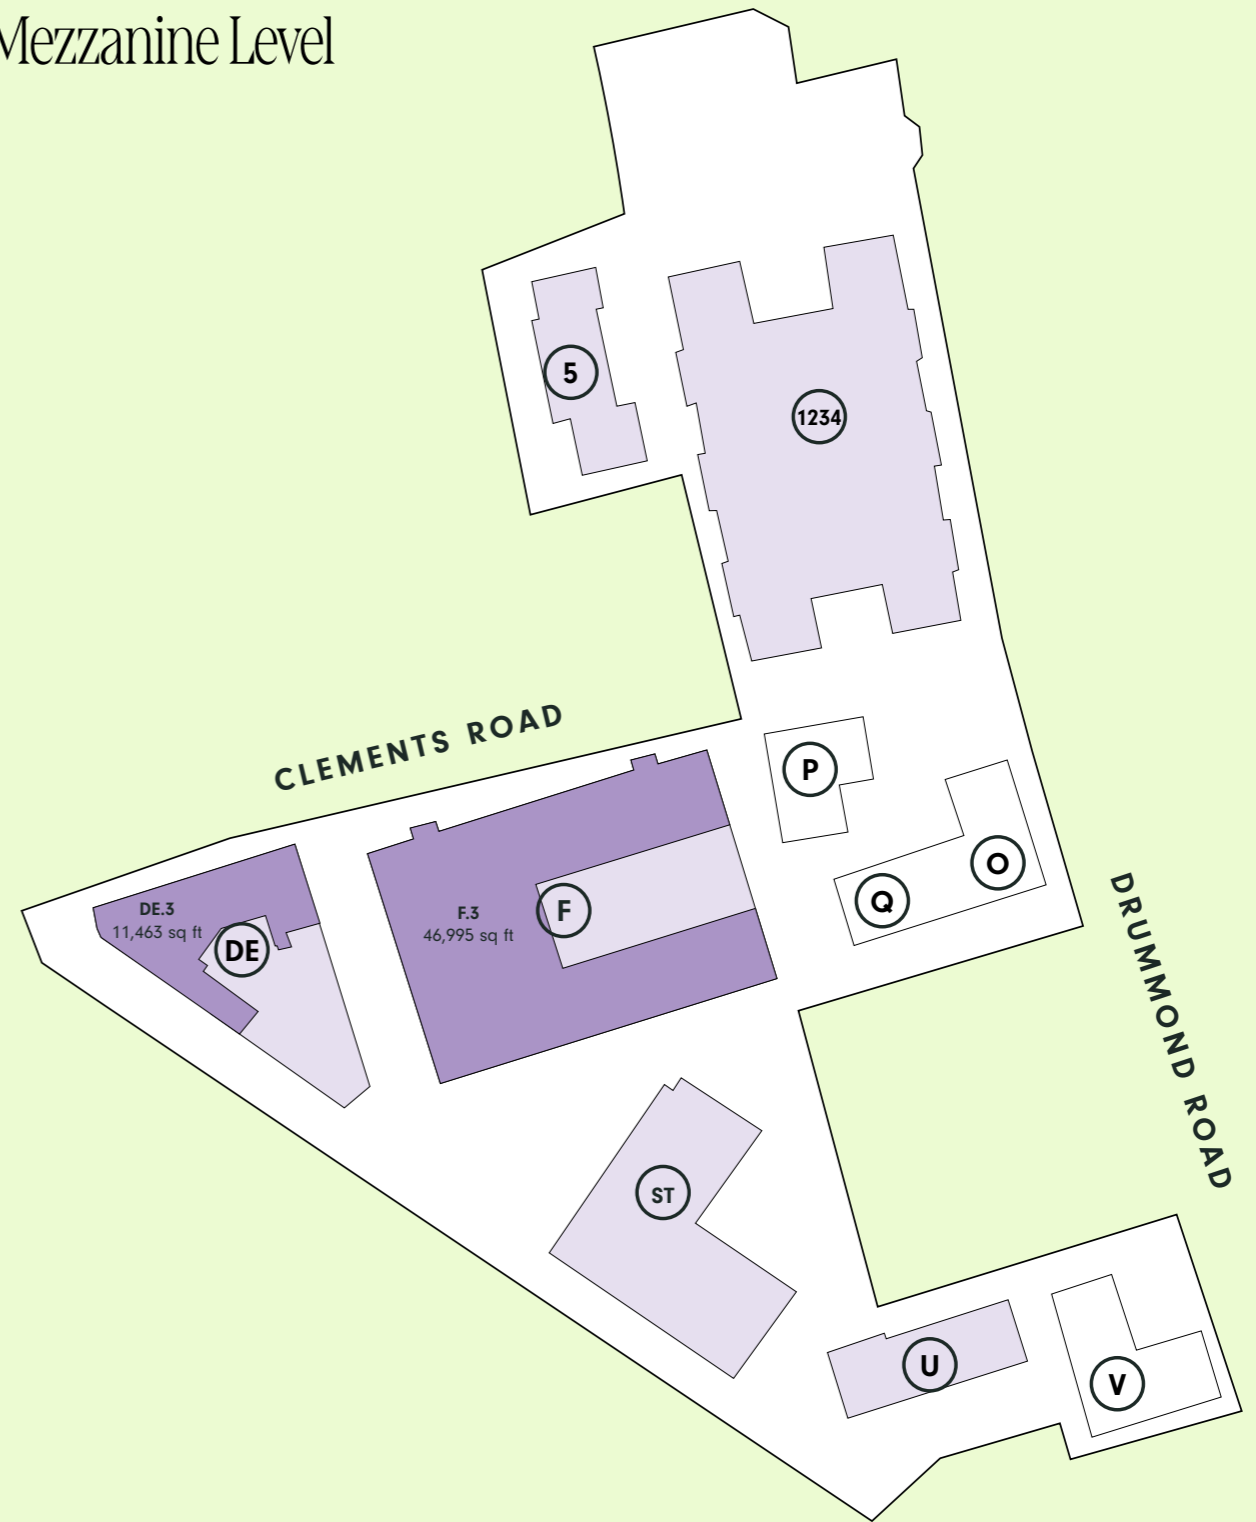 Mezzanine Level
5
1234
CLEMENTS ROAD
P
O
Q
DE.3
11,463 sq ft
DE
F.3
46,995 sq ft
F
DRUMMOND ROAD
ST
U
V